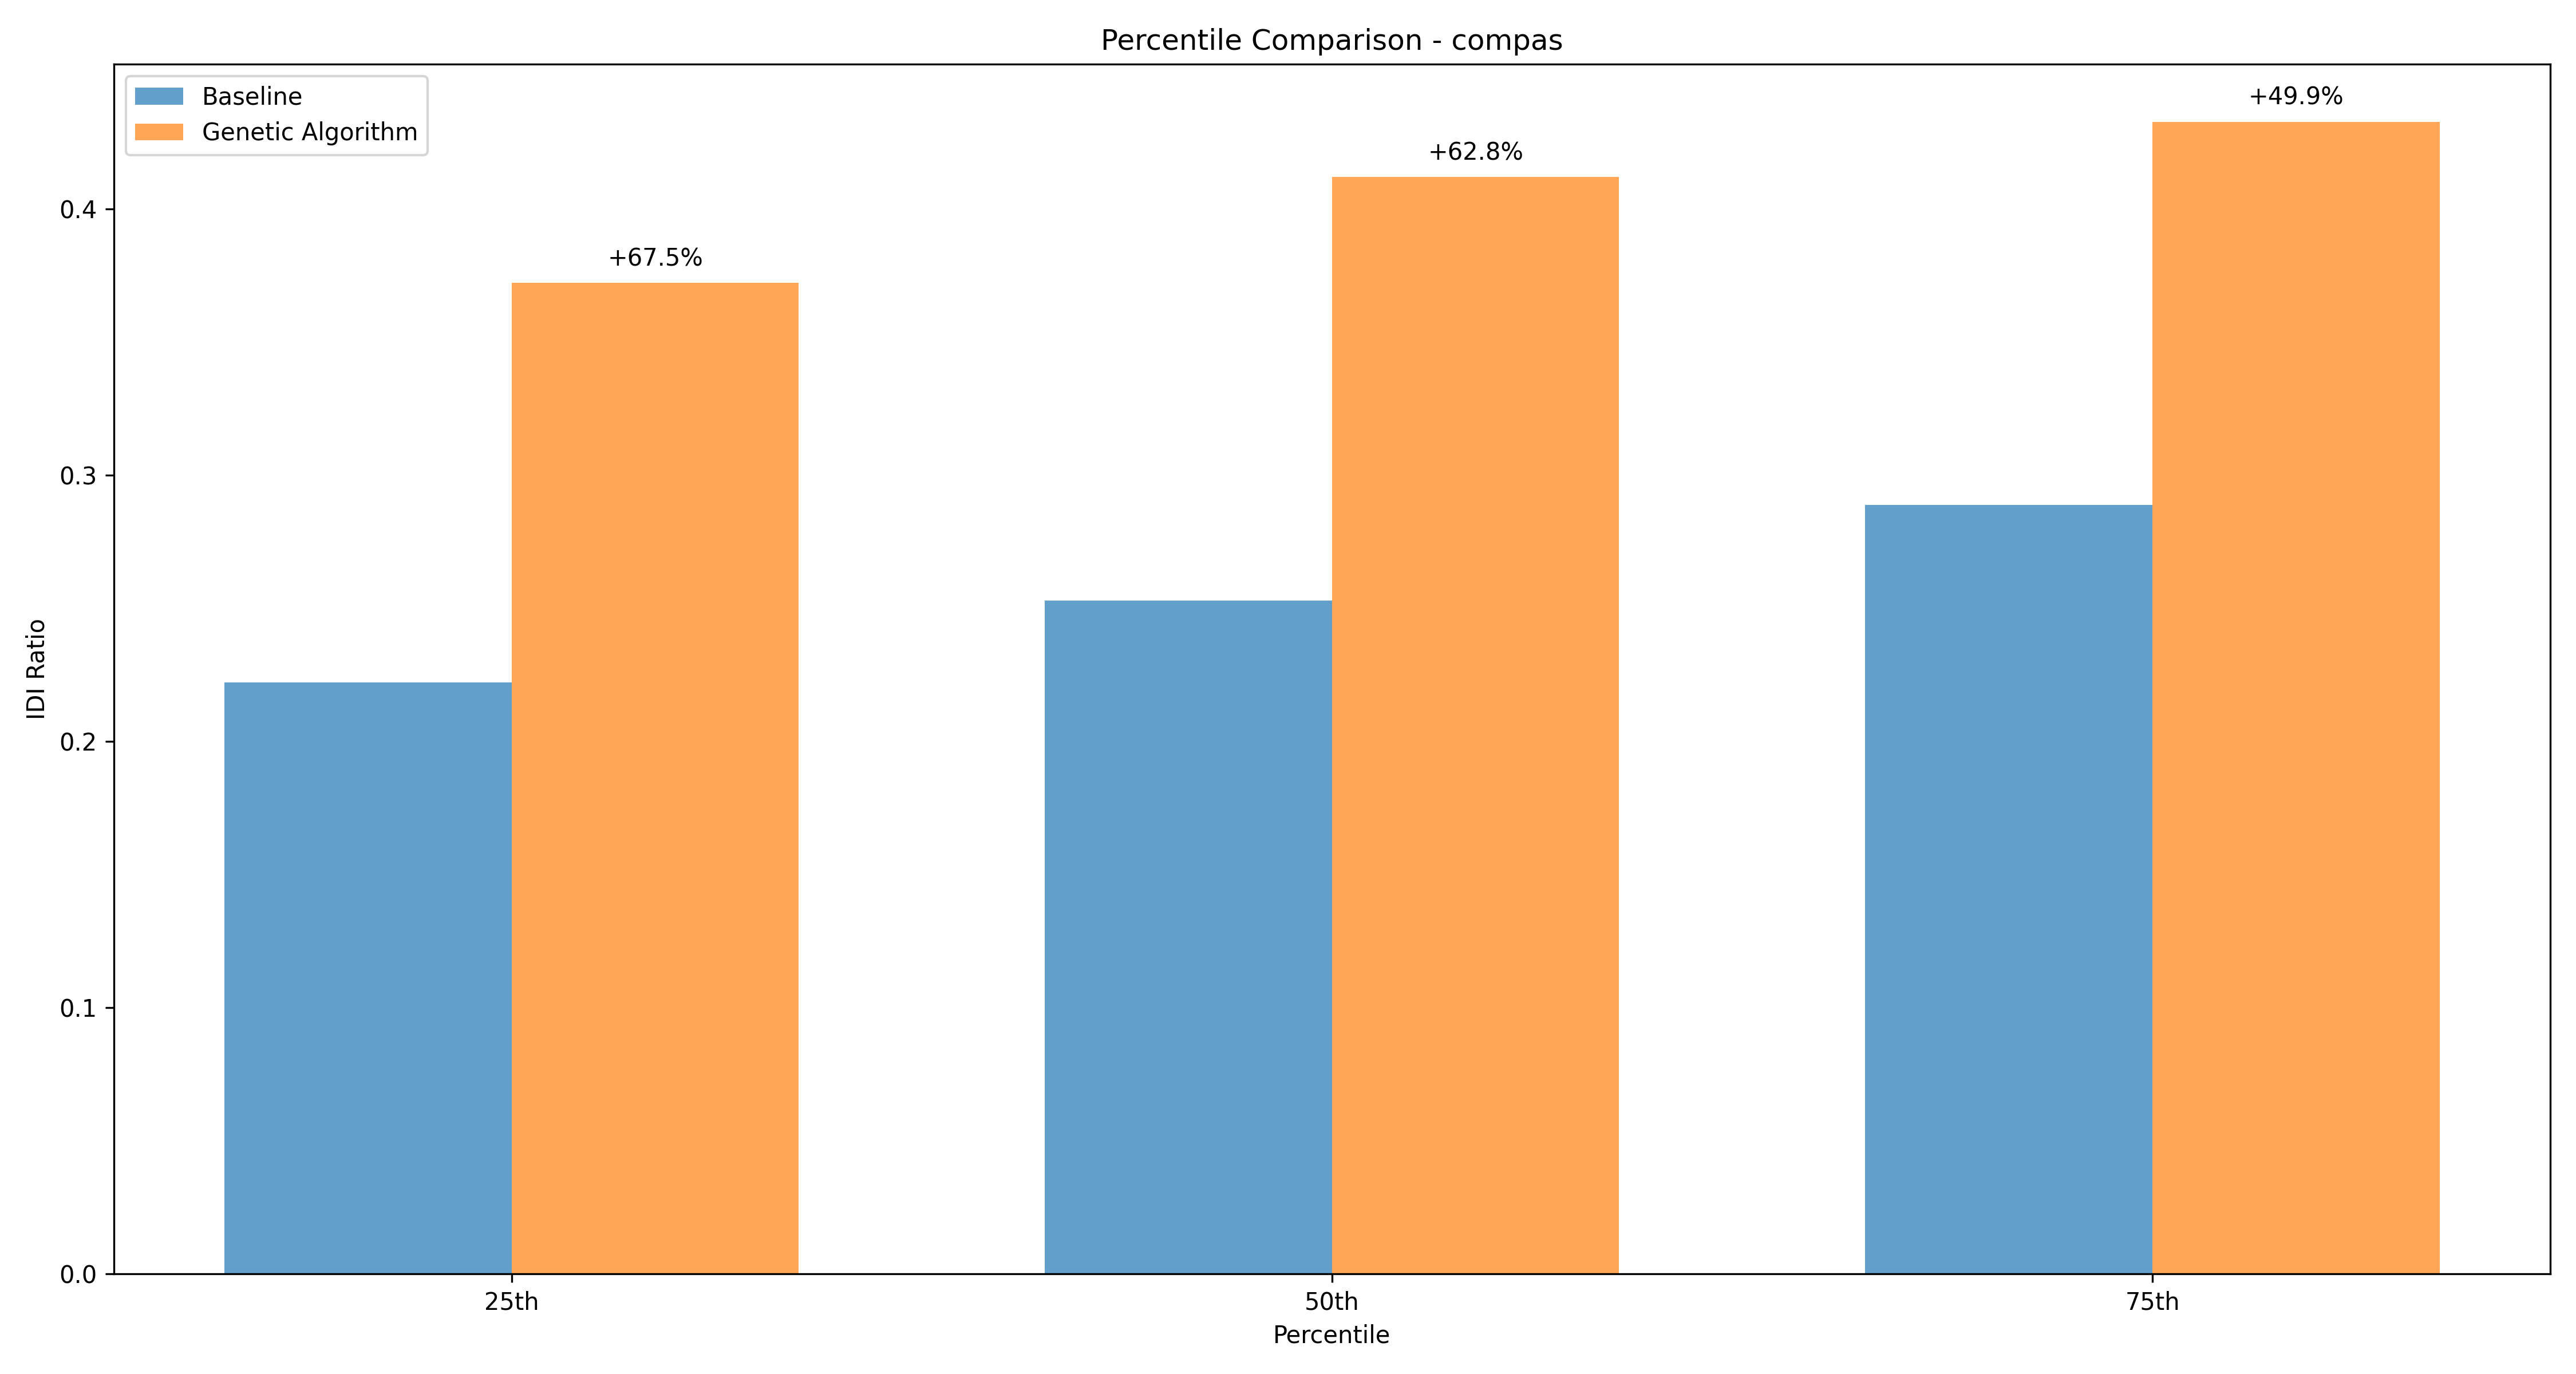 Percentile Comparison - compas
Baseline
Genetic Algorithm
+67.5%
+62.8%
+49.9%
IDI Ratio
0.4
0.3
0.2
0.1
0.0
25th
50th
75th
Percentile